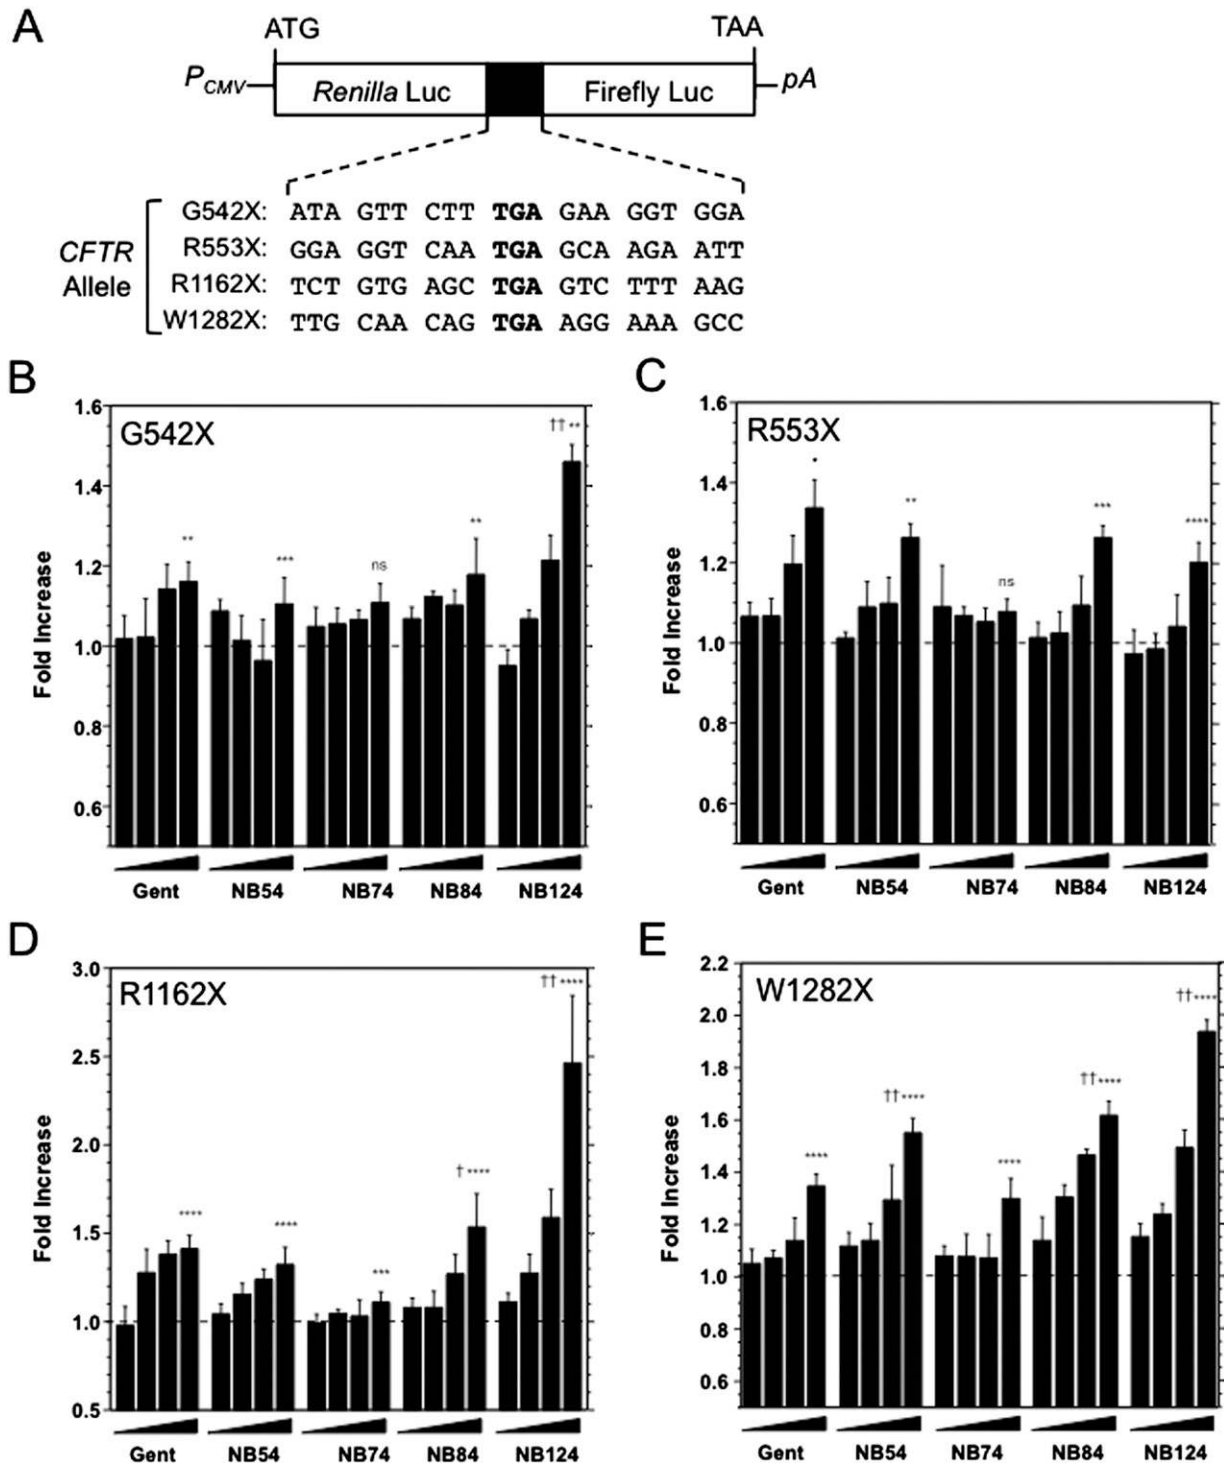 A
ATG TAA
P_CMV Renilla Luc Firefly Luc pA
CFTR Allele
G542X: ATA GTT CTT TGA GAA GGT GGA
R553X: GGA GGT CAA TGA GCA AGA ATT
R1162X: TCT GTG AGC TGA GTC TTT AAG
W1282X: TTG CAA CAG TGA AGG AAA GCC
B
G542X
Fold Increase
1.6
1.4
1.2
1.0
0.8
0.6
** *** ns ** ††**
Gent NB54 NB74 NB84 NB124
C
R553X
Fold Increase
1.6
1.4
1.2
1.0
0.8
0.6
* ** ns *** ****
Gent NB54 NB74 NB84 NB124
D
R1162X
Fold Increase
3.0
2.5
2.0
1.5
1.0
0.5
**** **** *** †**** ††****
Gent NB54 NB74 NB84 NB124
E
W1282X
Fold Increase
2.2
2.0
1.8
1.6
1.4
1.2
1.0
0.8
0.6
**** ††**** **** ††**** ††****
Gent NB54 NB74 NB84 NB124